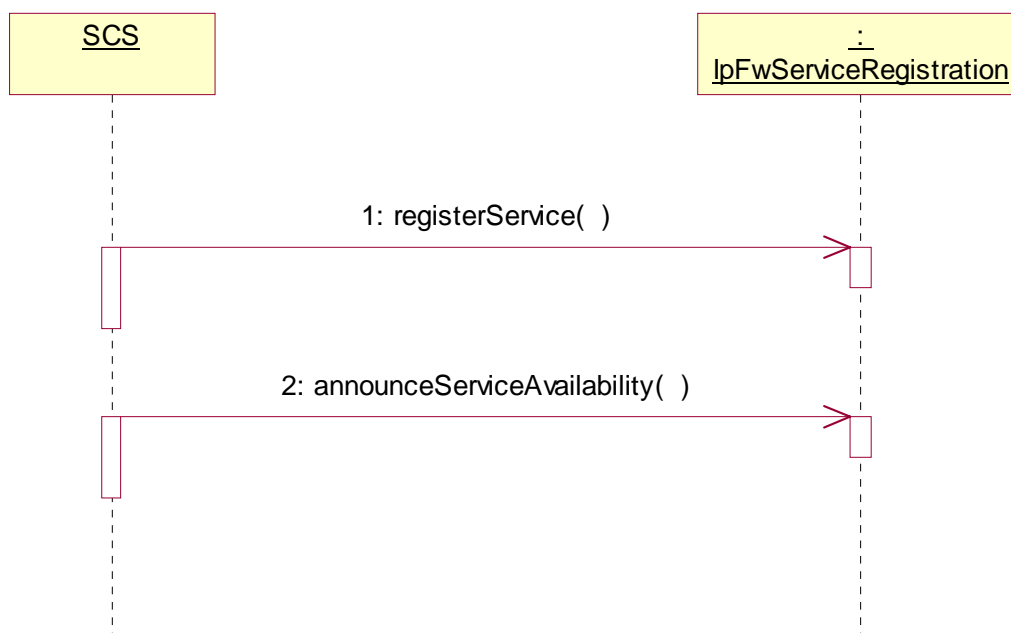 SCS
:
IpFwServiceRegistration
1: registerService(  )
2: announceServiceAvailability(  )